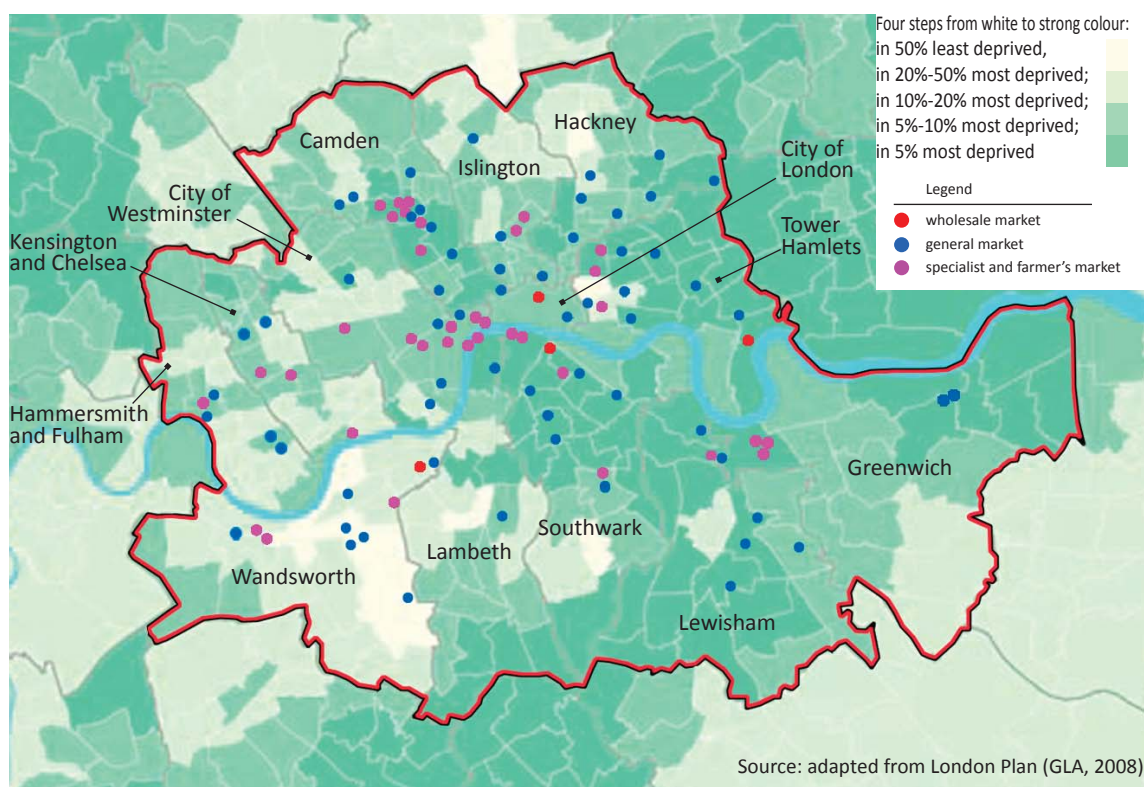 Four steps from white to strong colour:
in 50% least deprived,
in 20%-50% most deprived;
in 10%-20% most deprived;
in 5%-10% most deprived;
in 5% most deprived
Legend
wholesale market
general market
specialist and farmer's market
Hackney
Camden
Islington
City of
London
City of
Westminster
Tower
Hamlets
Kensington
and Chelsea
Hammersmith
and Fulham
Greenwich
Southwark
Lambeth
Wandsworth
Lewisham
Source: adapted from London Plan (GLA, 2008)